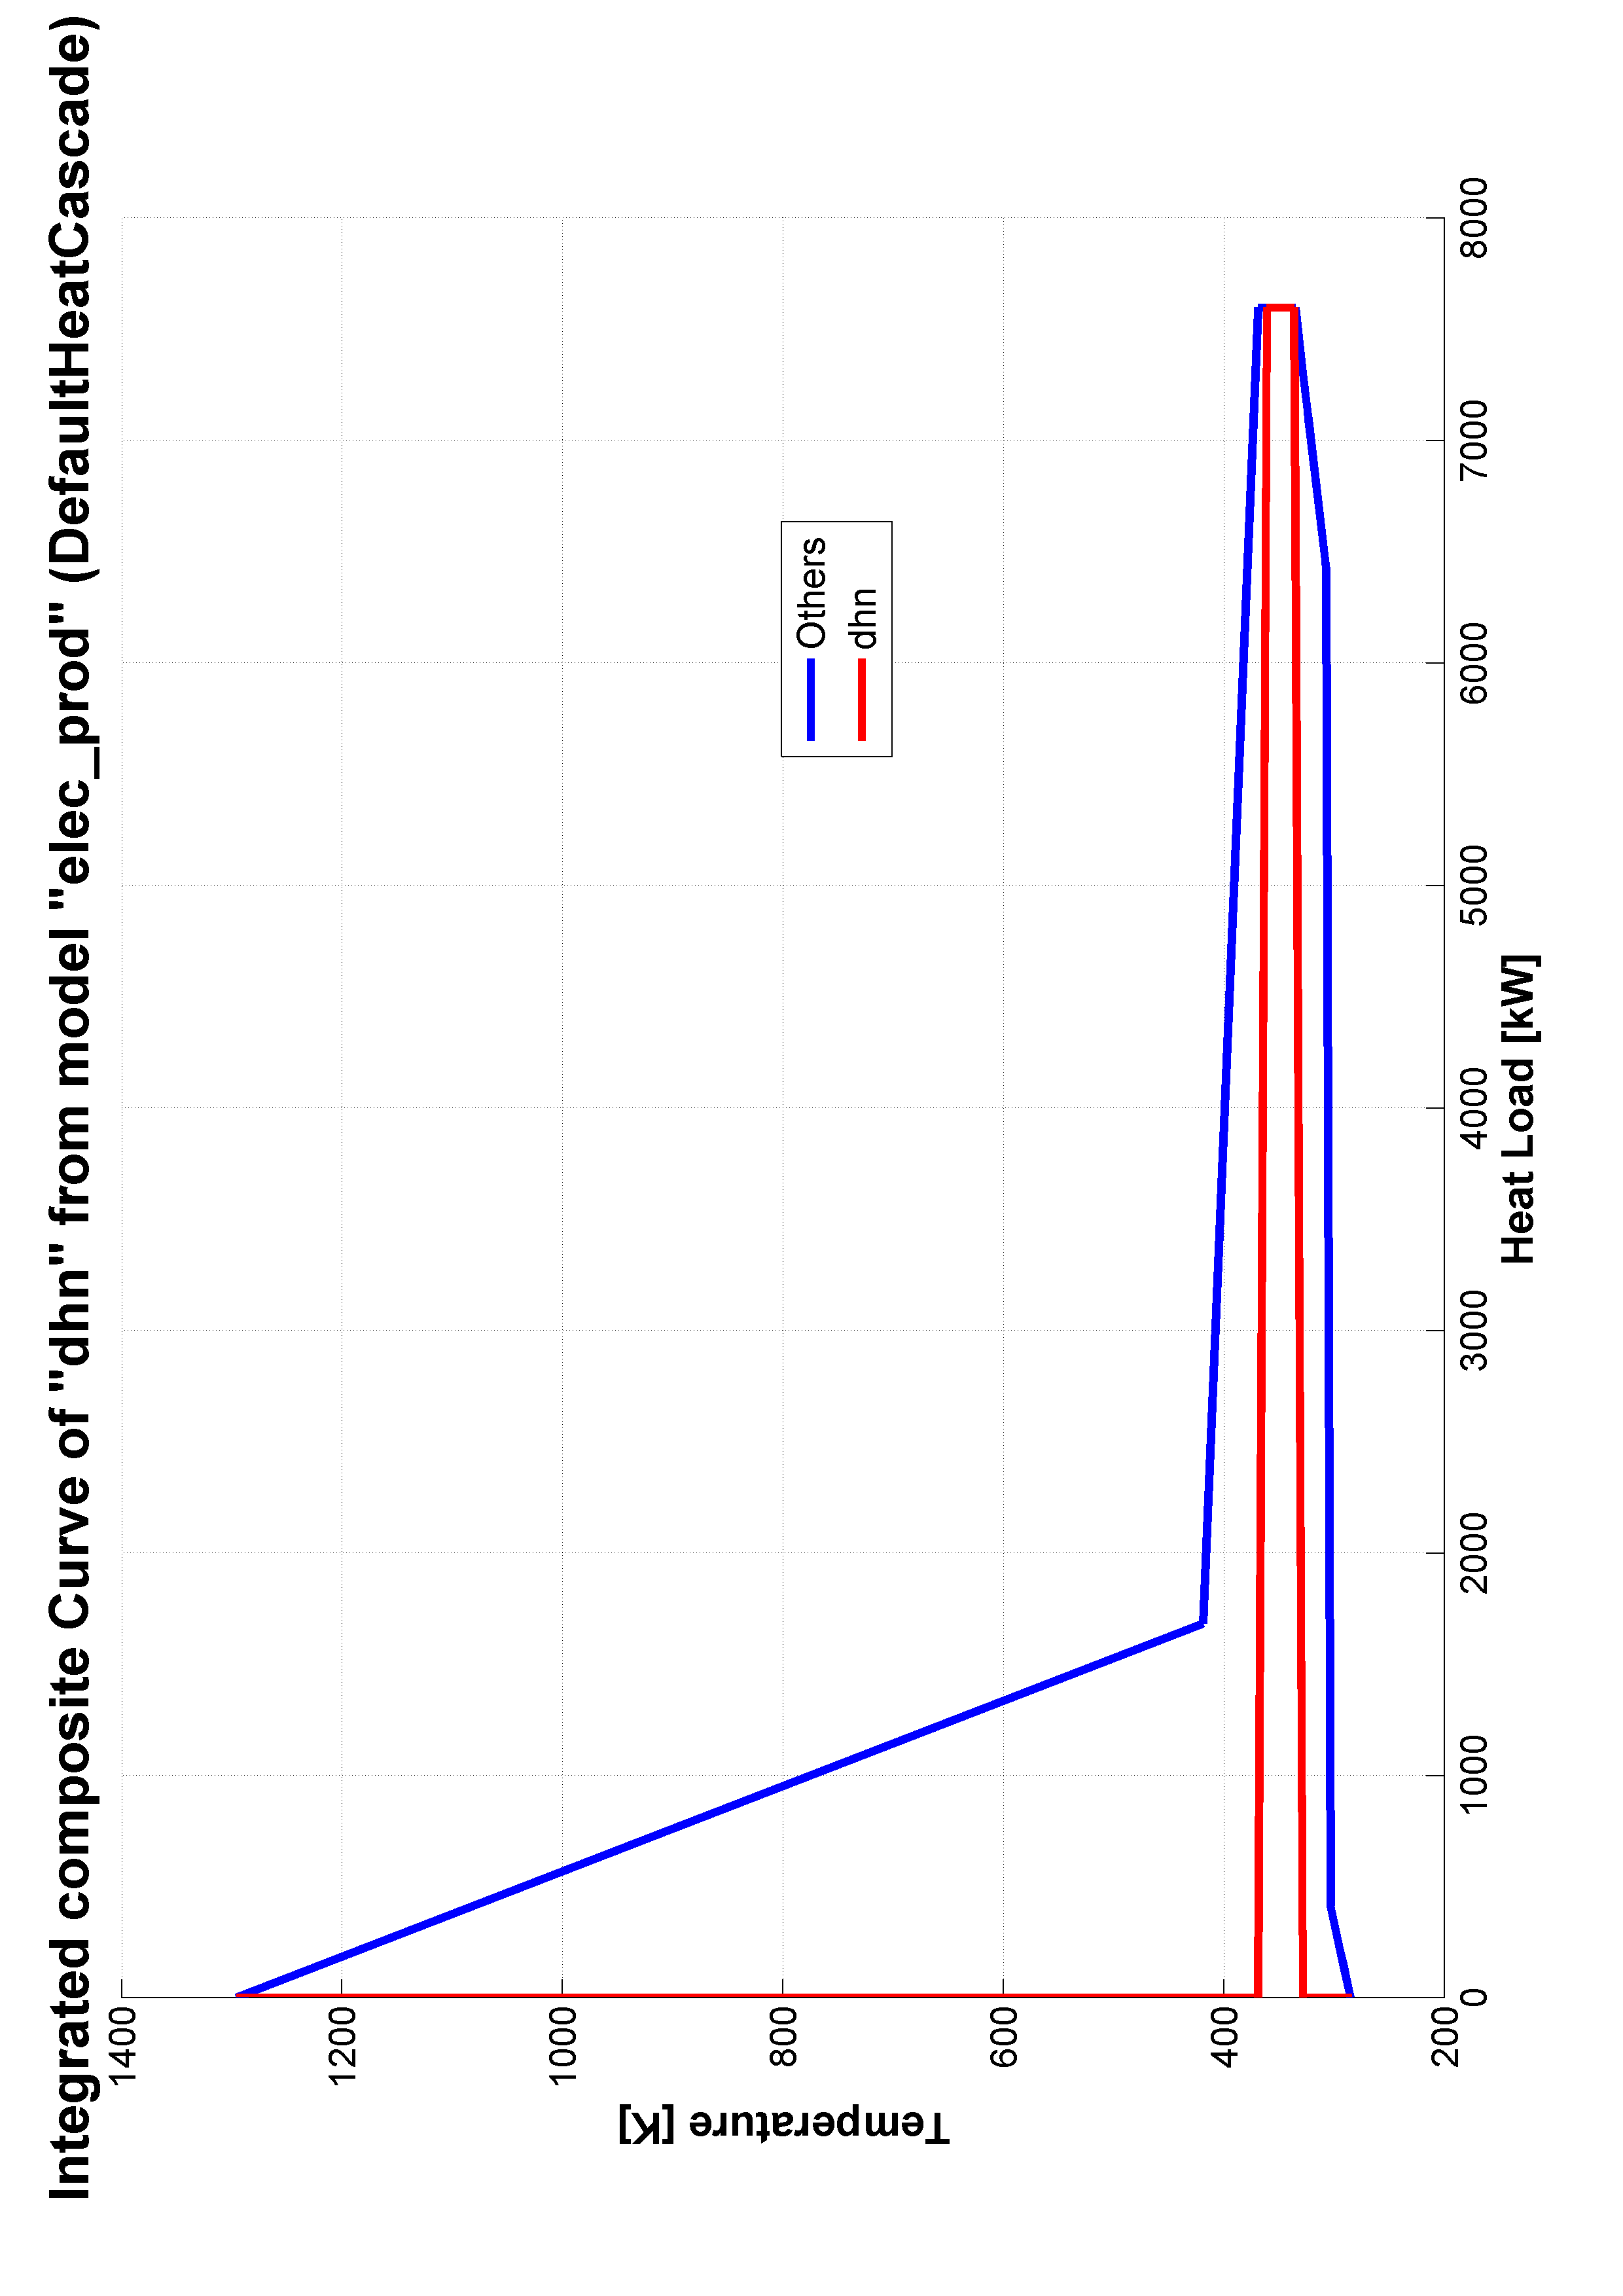 Integrated composite Curve of "dhn" from model "elec_prod" (DefaultHeatCascade)
1400
1200
1000
800
600
400
200
Temperature [K]
Others
dhn
0 1000 2000 3000 4000 5000 6000 7000 8000
Heat Load [kW]